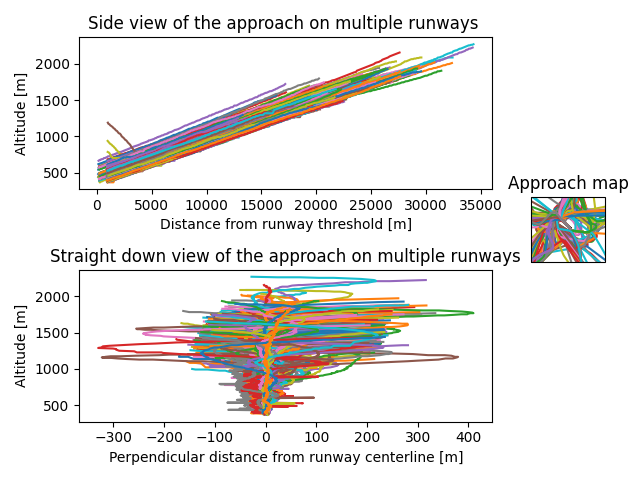 Side view of the approach on multiple runways
2000
1500
1000
500
Altitude [m]
0 5000 10000 15000 20000 25000 30000 35000
Distance from runway threshold [m]
Approach map
Straight down view of the approach on multiple runways
2000
1500
1000
500
Altitude [m]
−300 −200 −100 0 100 200 300 400
Perpendicular distance from runway centerline [m]